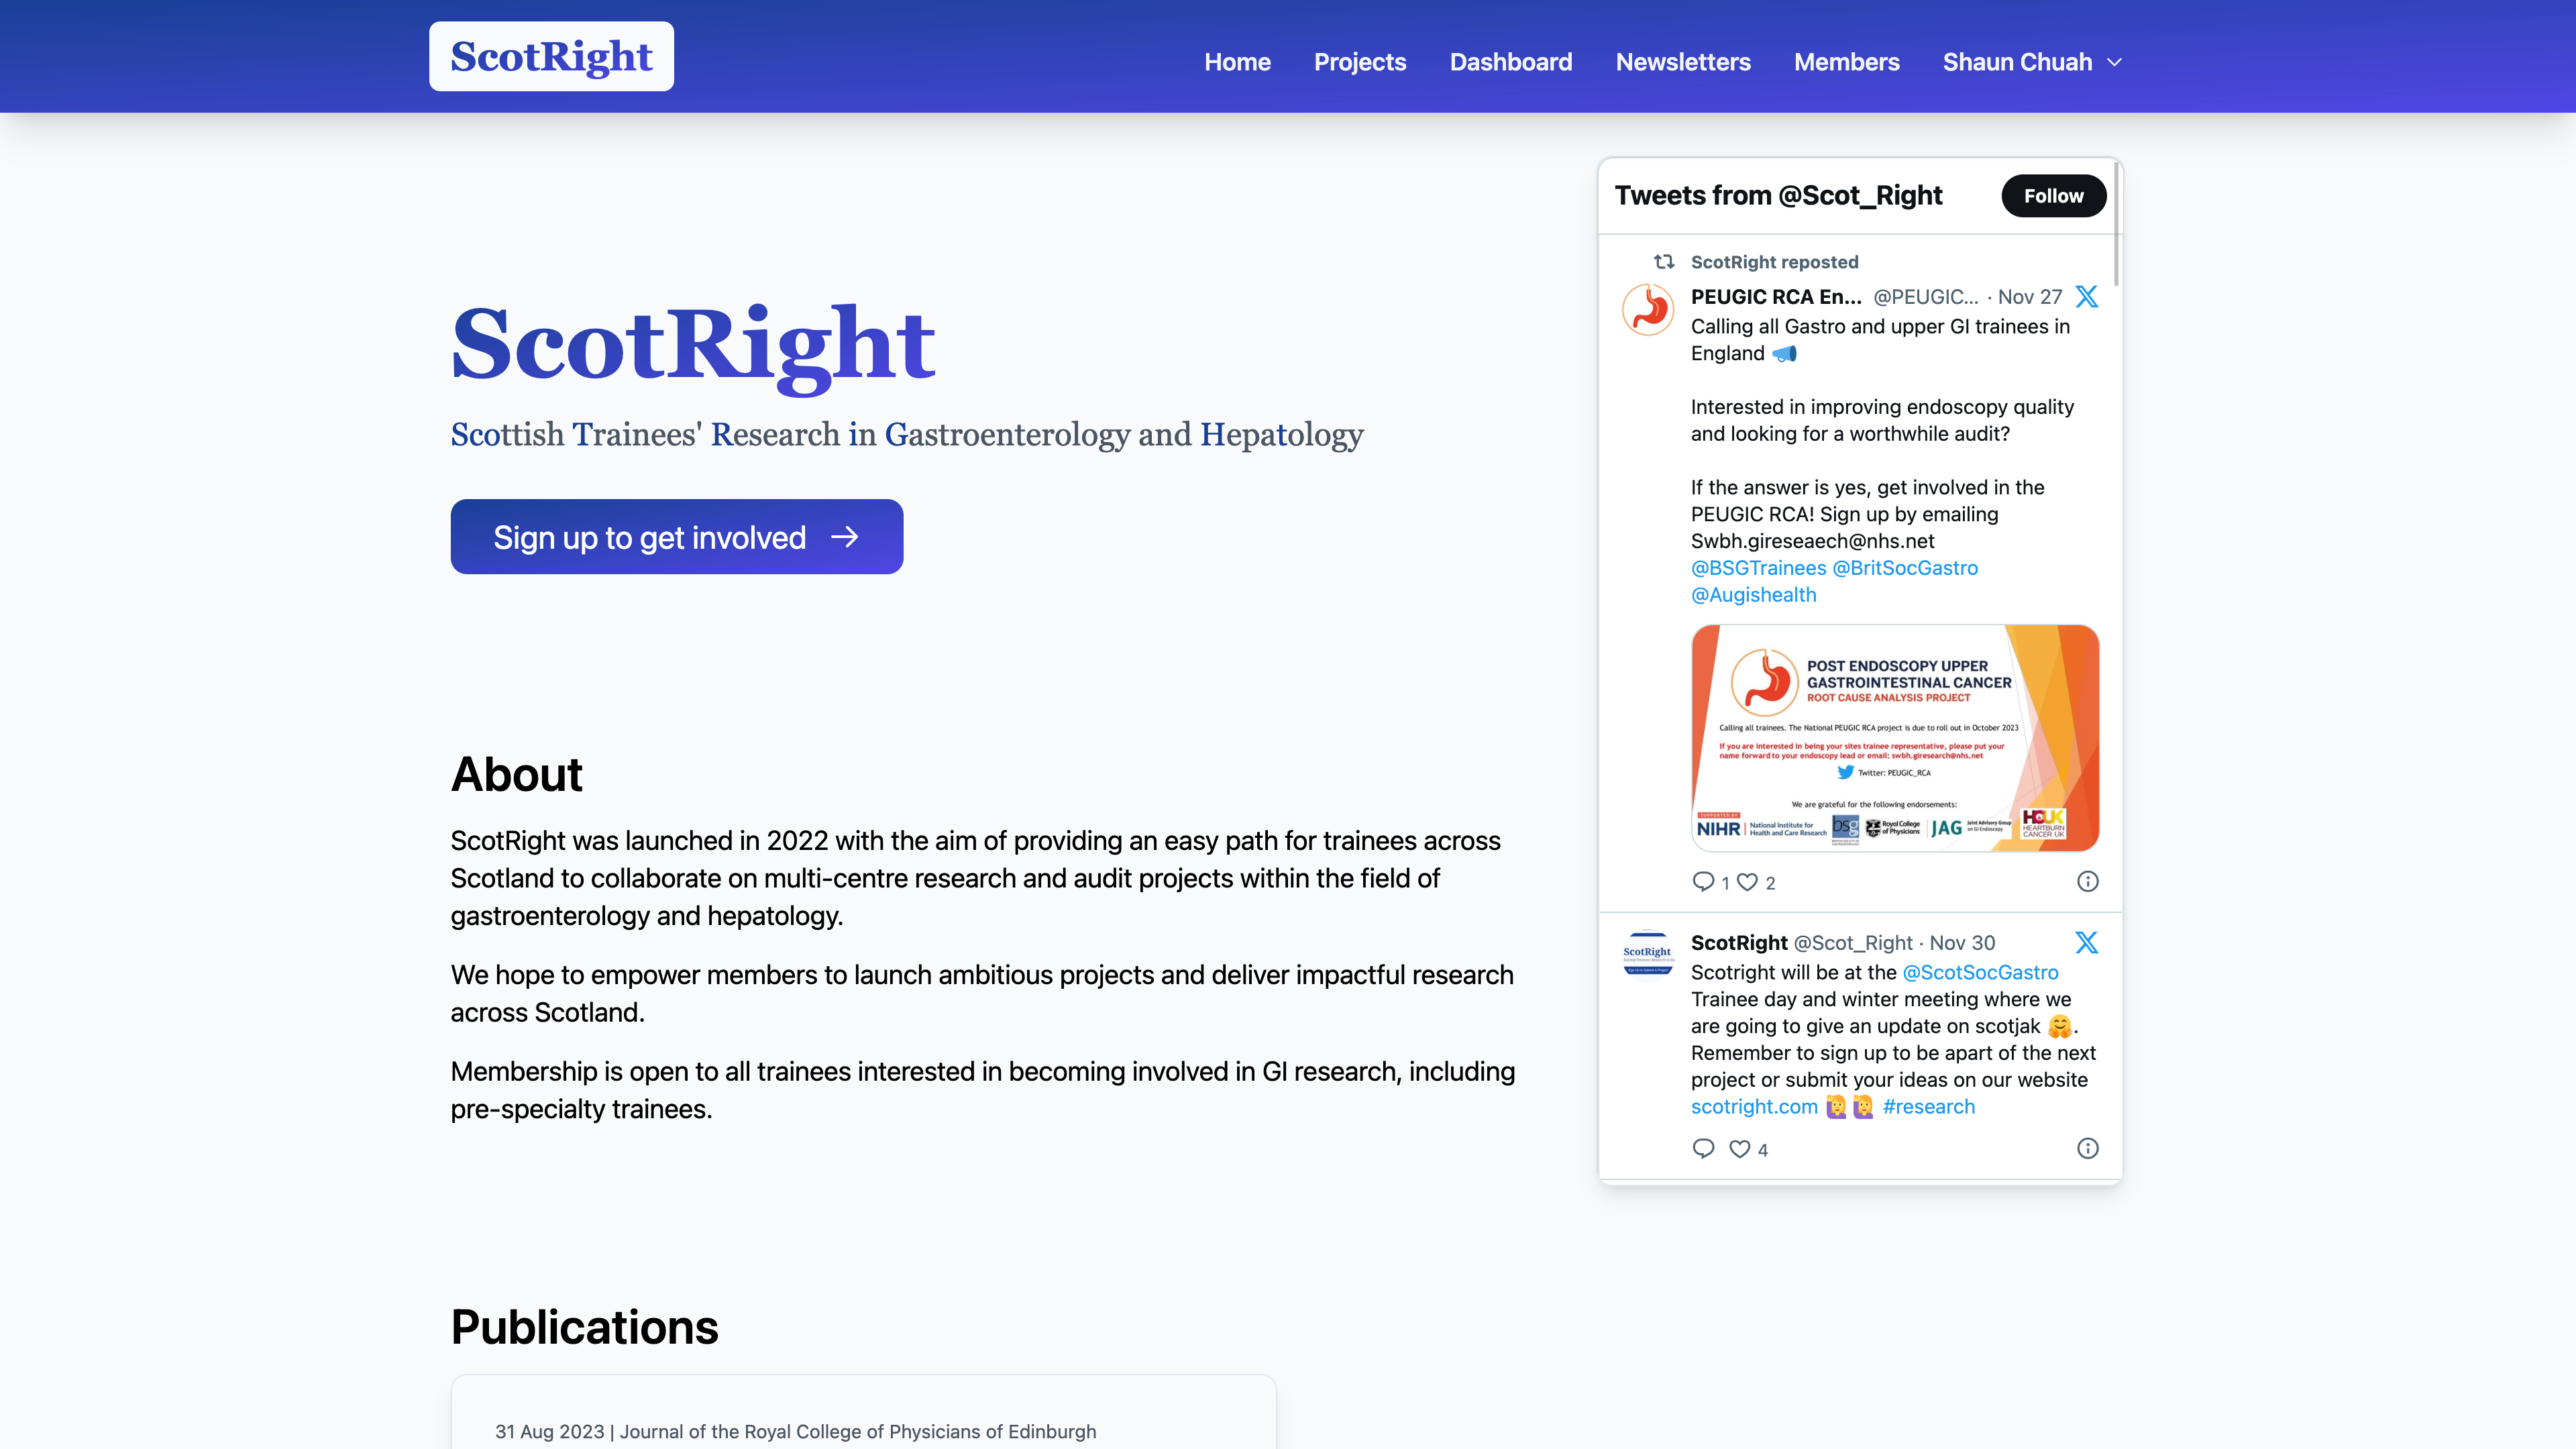 ScotRight
Home Projects Dashboard Newsletters Members Shaun Chuah
ScotRight
Scottish Trainees' Research in Gastroenterology and Hepatology
Sign up to get involved →
About
ScotRight was launched in 2022 with the aim of providing an easy path for trainees across
Scotland to collaborate on multi-centre research and audit projects within the field of
gastroenterology and hepatology.
We hope to empower members to launch ambitious projects and deliver impactful research
across Scotland.
Membership is open to all trainees interested in becoming involved in GI research, including
pre-specialty trainees.
Publications
31 Aug 2023 | Journal of the Royal College of Physicians of Edinburgh
Tweets from @Scot_Right
Follow
ScotRight reposted
PEUGIC RCA En... @PEUGIC... · Nov 27
Calling all Gastro and upper GI trainees in
England 📣
Interested in improving endoscopy quality
and looking for a worthwhile audit?
If the answer is yes, get involved in the
PEUGIC RCA! Sign up by emailing
Swbh.gireseaech@nhs.net
@BSGTrainees @BritSocGastro
@Augishealth
POST ENDOSCOPY UPPER
GASTROINTESTINAL CANCER
ROOT CAUSE ANALYSIS PROJECT
Calling all trainees. The National PEUGIC RCA project is due to roll out in October 2023
If you are interested in being your sites trainee representative, please put your
name forward to your endoscopy lead or email: swbh.giresearch@nhs.net
Twitter: PEUGIC_RCA
We are grateful for the following endorsements:
SUPPORTED BY
NIHR | National Institute for
Health and Care Research
bsg
Royal College
of Physicians
JAG Joint Advisory Group
on GI Endoscopy
HCUK
HEARTBURN
CANCER UK
1 2
ScotRight
ScotRight @Scot_Right · Nov 30
Scotright will be at the @ScotSocGastro
Trainee day and winter meeting where we
are going to give an update on scotjak 🤗.
Remember to sign up to be apart of the next
project or submit your ideas on our website
scotright.com 🙋🙋 #research
4